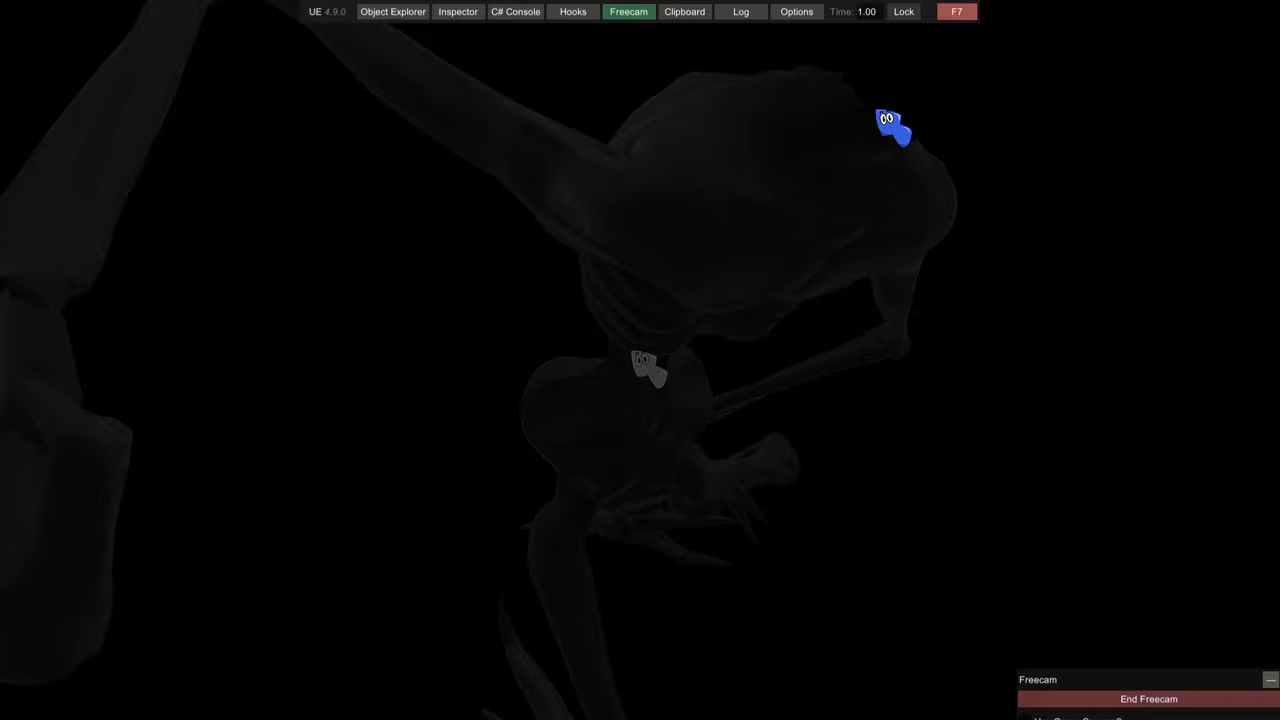 UE 4.9.0 Object Explorer Inspector C# Console Hooks Freecam Clipboard Log Options Time: 1.00 Lock F7
Freecam —
End Freecam